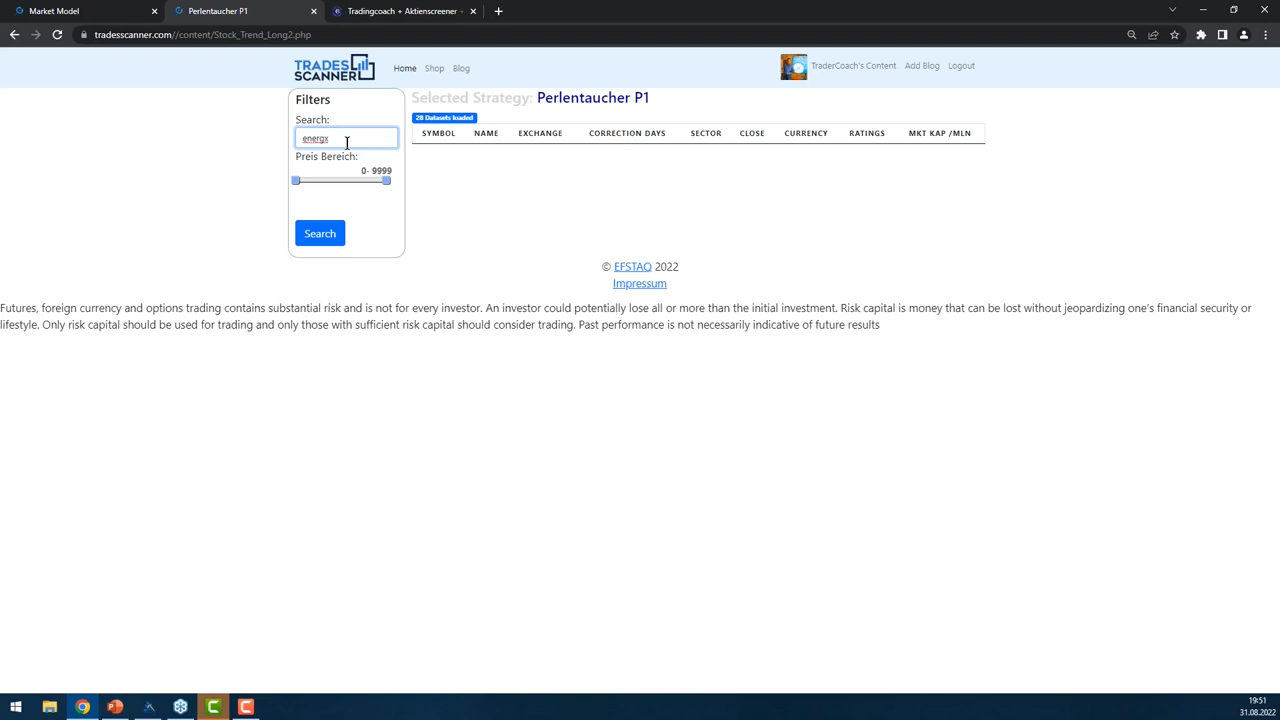 Market Model
Perlentaucher P1
Tradingcoach + Aktienscreener -
tradesscanner.com//content/Stock_Trend_Long2.php
TRADES SCANNER
Home Shop Blog
TraderCoach's Content Add Blog Logout
Filters
Search:
energx
Preis Bereich:
0- 9999
Search
Selected Strategy: Perlentaucher P1
28 Datasets loaded
SYMBOL NAME EXCHANGE CORRECTION DAYS SECTOR CLOSE CURRENCY RATINGS MKT KAP /MLN
© EFSTAQ 2022
Impressum
Futures, foreign currency and options trading contains substantial risk and is not for every investor. An investor could potentially lose all or more than the initial investment. Risk capital is money that can be lost without jeopardizing one's financial security or
lifestyle. Only risk capital should be used for trading and only those with sufficient risk capital should consider trading. Past performance is not necessarily indicative of future results
19:51
31.08.2022